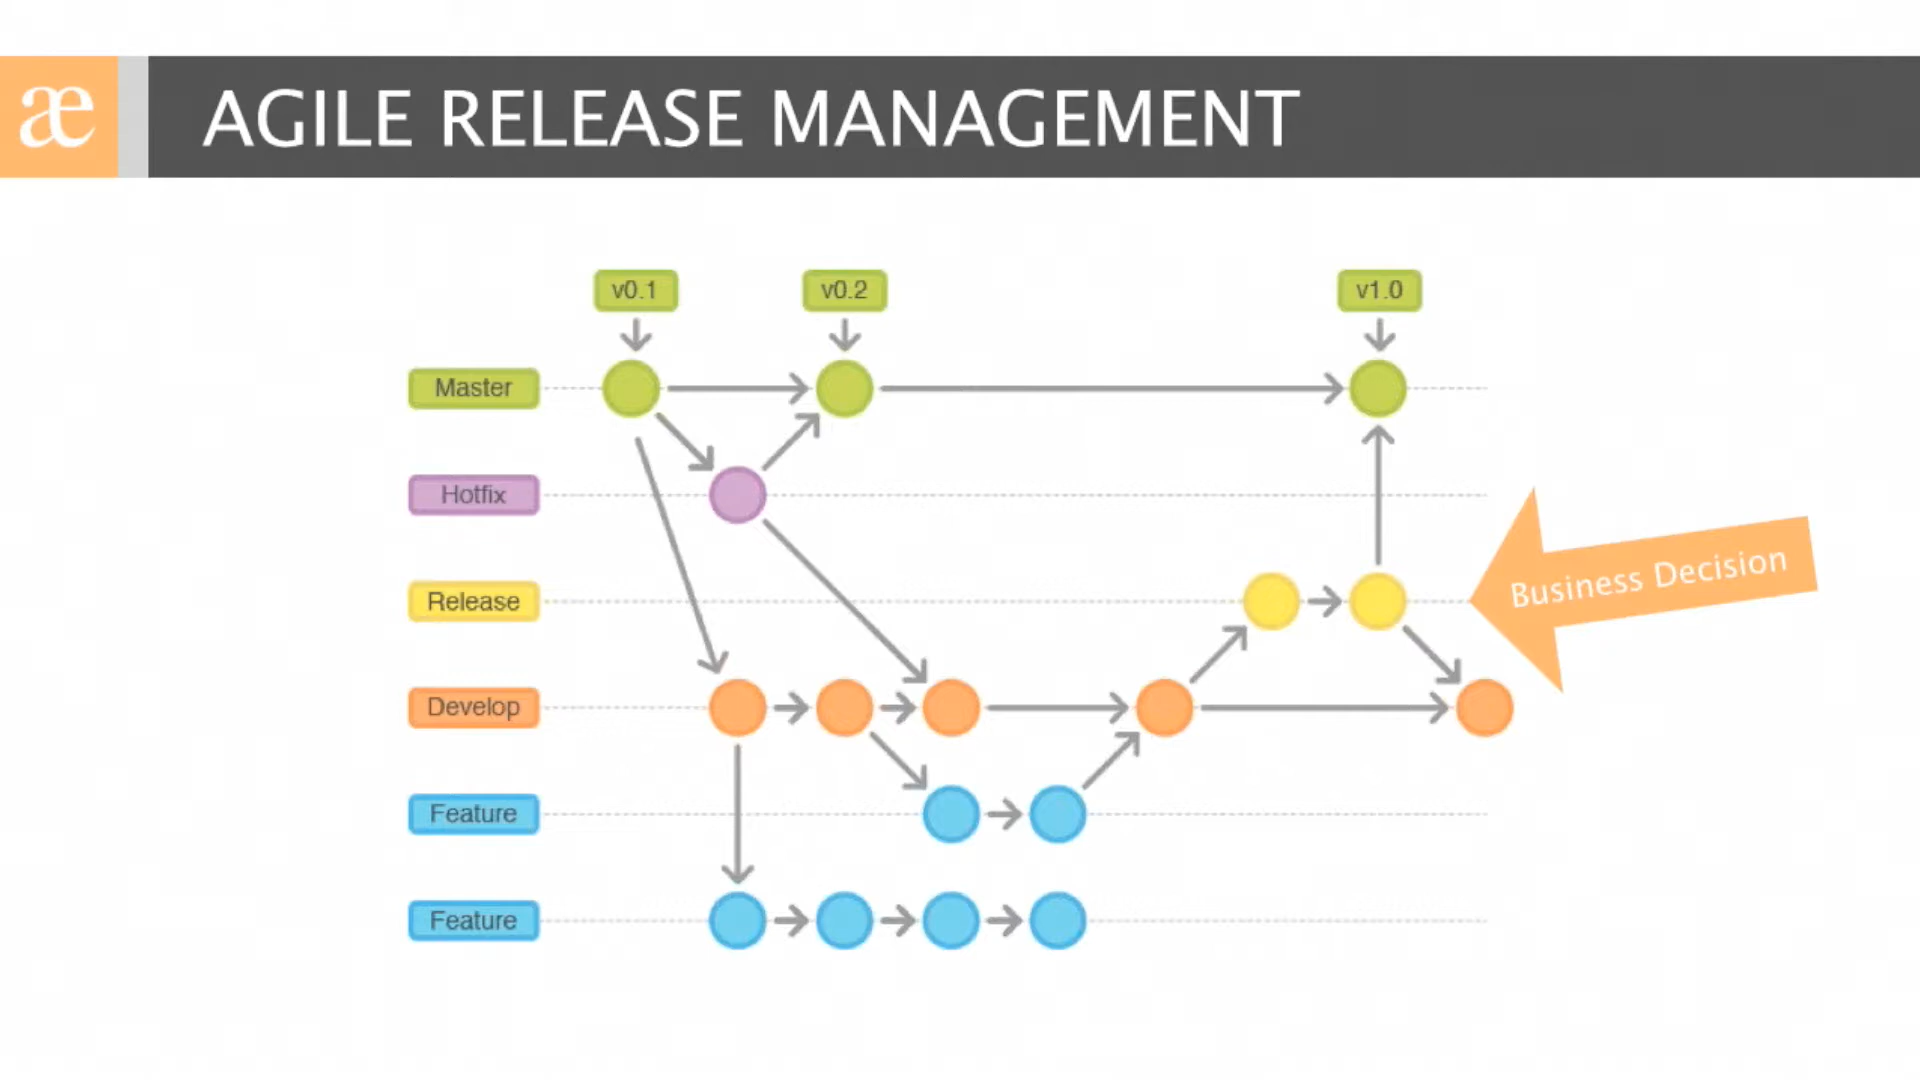 æ
AGILE RELEASE MANAGEMENT
v0.1
v0.2
v1.0
Master
Hotfix
Release
Business Decision
Develop
Feature
Feature